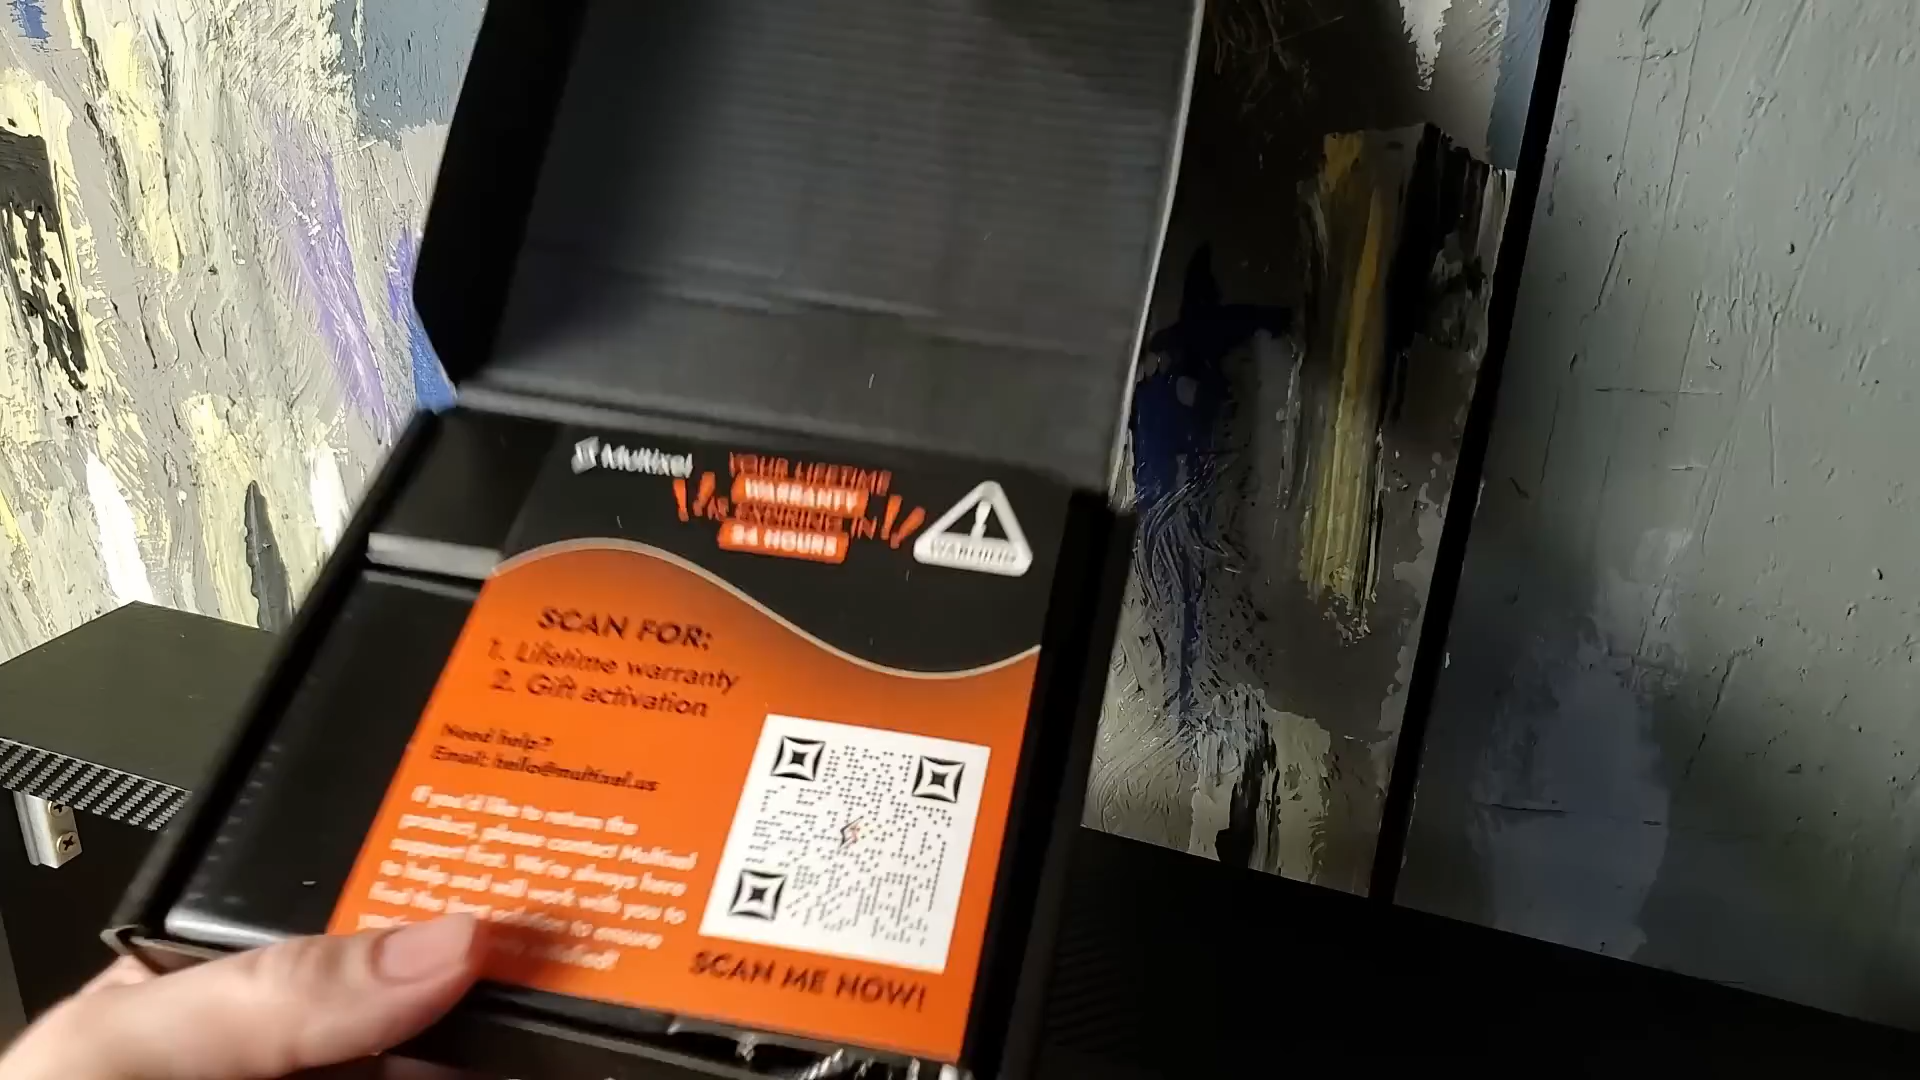 Multixel
YOUR LIFETIME
WARRANTY
IS EXPIRING IN
24 HOURS
WARNING
SCAN FOR:
1. Lifetime warranty
2. Gift activation
Need help?
Email: hello@multixel.us
If you'd like to return the
product, please contact Multixel
support first. We're always here
to help and will work with you to
find the best solution to ensure
satisfied!
SCAN ME NOW!